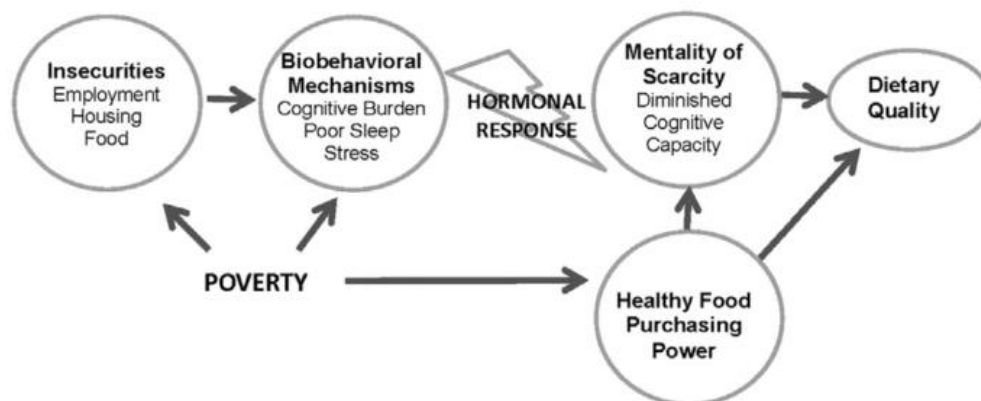 Insecurities
Employment
Housing
Food
Biobehavioral
Mechanisms
Cognitive Burden
Poor Sleep
Stress
HORMONAL
RESPONSE
Mentality of
Scarcity
Diminished
Cognitive
Capacity
Dietary
Quality
POVERTY
Healthy Food
Purchasing
Power